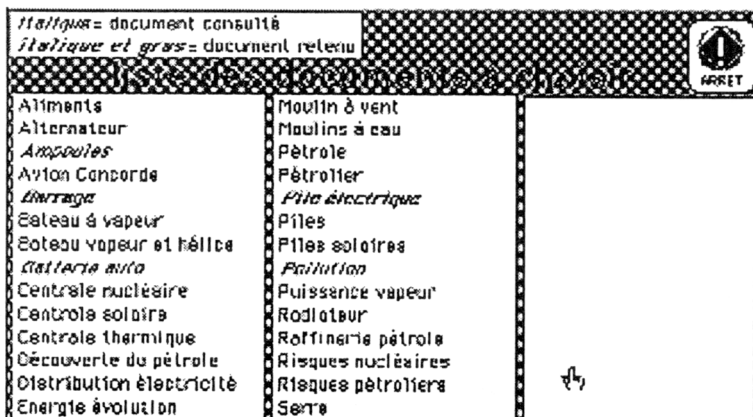 italique= document consulté
italique et gras= document retenu
ARRET
liste des documents à choisir
Aliments
Alternateur
Ampoules
Avion Concorde
Barrage
Bateau à vapeur
Bateau vapeur et hélice
Batterie auto
Centrale nucléaire
Centrale solaire
Centrale thermique
Découverte du pétrole
Distribution électricité
Energie évolution
Moulin à vent
Moulins à eau
Pétrole
Pétrolier
Pile électrique
Piles
Piles solaires
Pollution
Puissance vapeur
Radiateur
Raffinerie pétrole
Risques nucléaires
Risques pétroliers
Serre